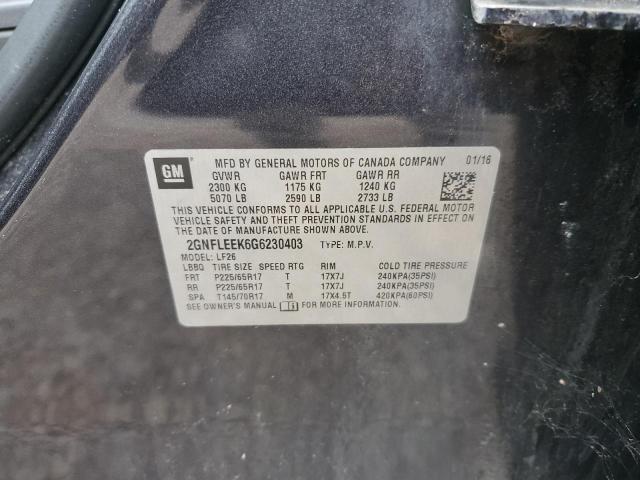 GM
MFD BY GENERAL MOTORS OF CANADA COMPANY 01/16
GVWR GAWR FRT GAWR RR
2300 KG 1175 KG 1240 KG
5070 LB 2590 LB 2733 LB
THIS VEHICLE CONFORMS TO ALL APPLICABLE U.S. FEDERAL MOTOR
VEHICLE SAFETY AND THEFT PREVENTION STANDARDS IN EFFECT
ON THE DATE OF MANUFACTURE SHOWN ABOVE.
2GNFLEEK6G6230403 TYPE: M.P.V.
MODEL: LF26
LBBQ TIRE SIZE SPEED RTG RIM COLD TIRE PRESSURE
FRT P225/65R17 T 17X7J 240KPA(35PSI)
RR P225/65R17 T 17X7J 240KPA(35PSI)
SPA T145/70R17 M 17X4.5T 420KPA(60PSI)
SEE OWNER'S MANUAL FOR MORE INFORMATION.